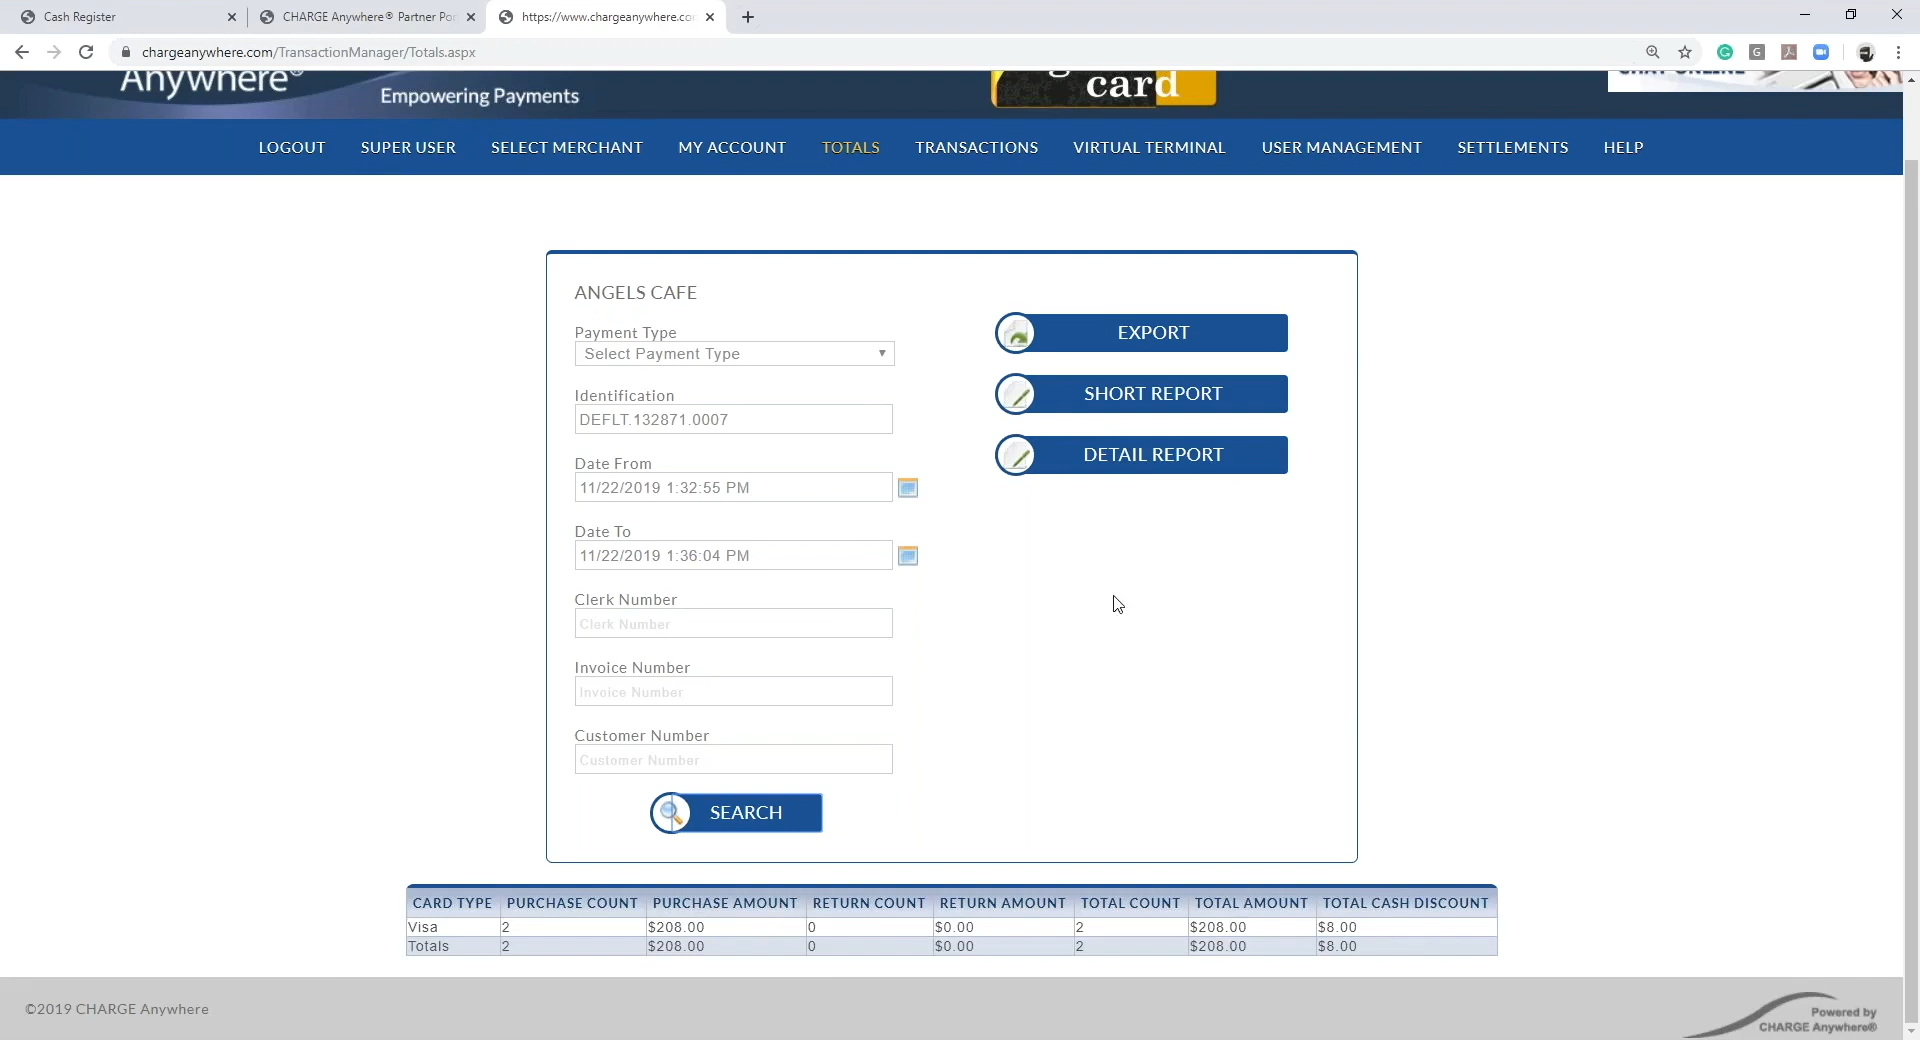 Cash Register
CHARGE Anywhere® Partner Por
https://www.chargeanywhere.co
chargeanywhere.com/TransactionManager/Totals.aspx
Anywhere®
Empowering Payments
card
CHAT ONLINE
LOGOUT SUPER USER SELECT MERCHANT MY ACCOUNT TOTALS TRANSACTIONS VIRTUAL TERMINAL USER MANAGEMENT SETTLEMENTS HELP
ANGELS CAFE
Payment Type
Select Payment Type
Identification
DEFLT.132871.0007
Date From
11/22/2019 1:32:55 PM
Date To
11/22/2019 1:36:04 PM
Clerk Number
Clerk Number
Invoice Number
Invoice Number
Customer Number
Customer Number
SEARCH
EXPORT
SHORT REPORT
DETAIL REPORT
CARD TYPE PURCHASE COUNT PURCHASE AMOUNT RETURN COUNT RETURN AMOUNT TOTAL COUNT TOTAL AMOUNT TOTAL CASH DISCOUNT
Visa 2 $208.00 0 $0.00 2 $208.00 $8.00
Totals 2 $208.00 0 $0.00 2 $208.00 $8.00
©2019 CHARGE Anywhere
Powered by
CHARGE Anywhere®